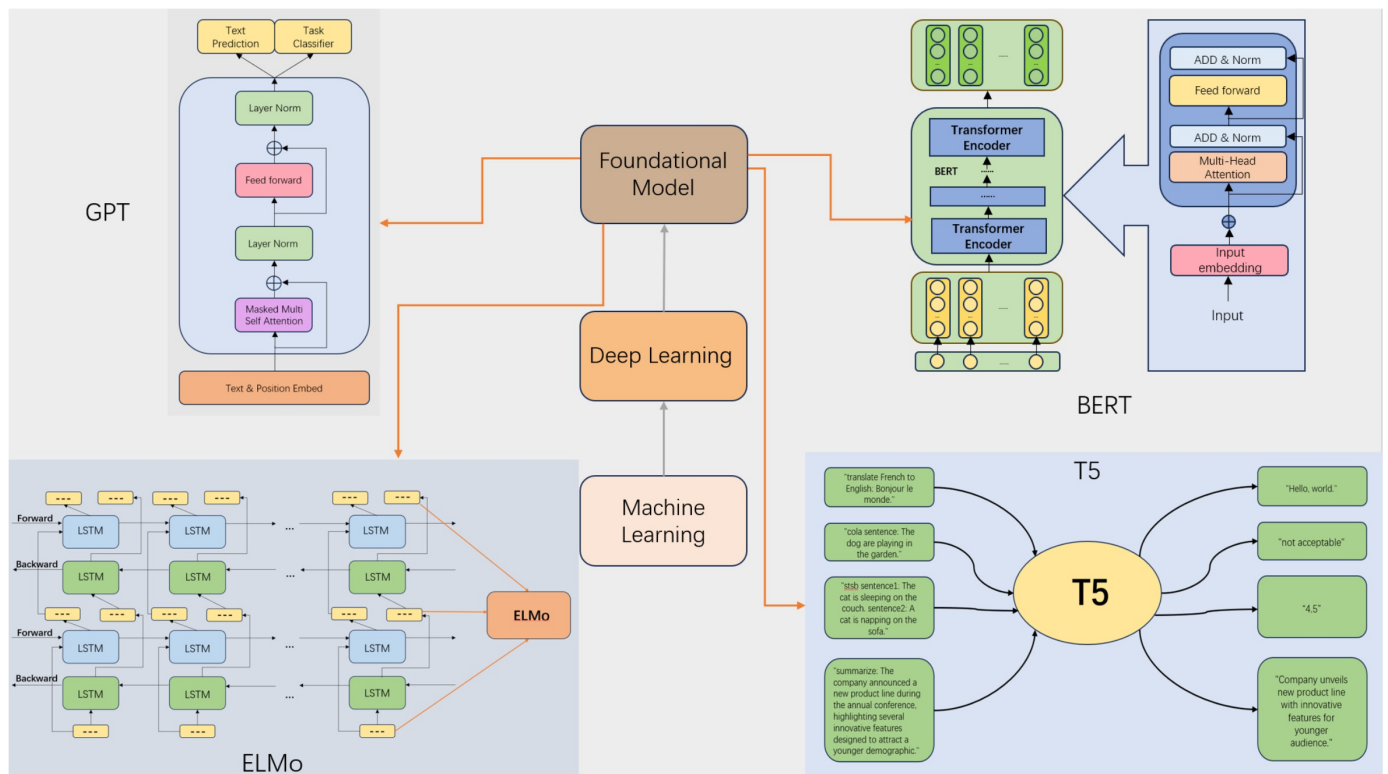 Text
Prediction
Task
Classifier
Layer Norm
Feed forward
Layer Norm
Masked Multi
Self Attention
Text & Position Embed
GPT
Foundational
Model
Deep Learning
Machine
Learning
......
Transformer
Encoder
BERT
......
......
Transformer
Encoder
...
...
...
......
...
...
...
......
......
ADD & Norm
Feed forward
ADD & Norm
Multi-Head
Attention
Input
embedding
Input
BERT
---
---
---
---
---
---
Forward
LSTM
LSTM
...
LSTM
Backward
LSTM
LSTM
...
LSTM
---
---
---
---
---
---
Forward
LSTM
LSTM
...
LSTM
Backward
LSTM
LSTM
...
LSTM
---
---
---
ELMo
ELMo
T5
"translate French to
English: Bonjour le
monde."
"cola sentence: The
dog are playing in
the garden."
"stsb sentence1: The
cat is sleeping on the
couch. sentence2: A
cat is napping on the
sofa."
"summarize: The
company announced a
new product line during
the annual conference,
highlighting several
innovative features
designed to attract a
younger demographic."
T5
"Hello, world."
"not acceptable"
"4.5"
"Company unveils
new product line
with innovative
features for
younger
audience."